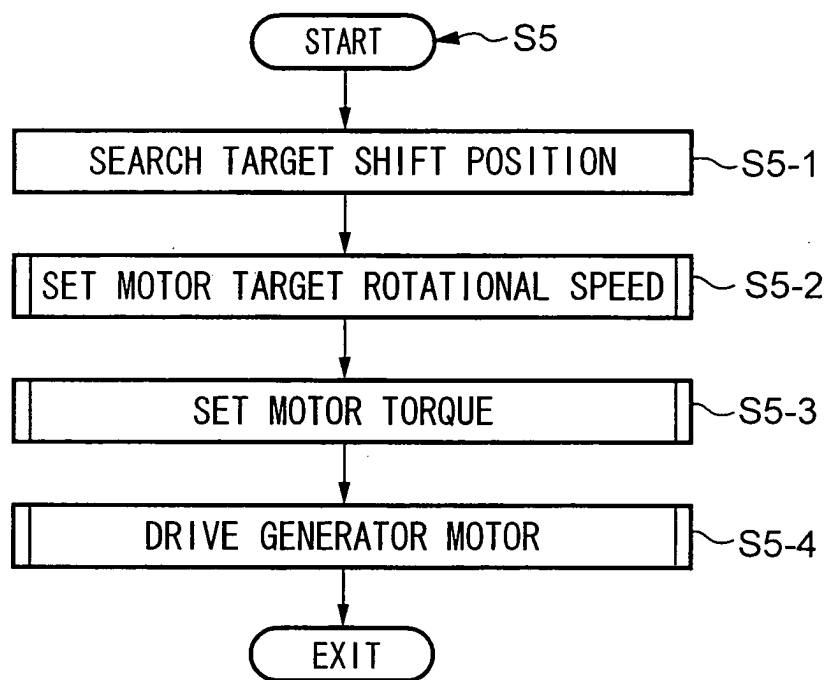 START
S5
SEARCH TARGET SHIFT POSITION
S5-1
SET MOTOR TARGET ROTATIONAL SPEED
S5-2
SET MOTOR TORQUE
S5-3
DRIVE GENERATOR MOTOR
S5-4
EXIT